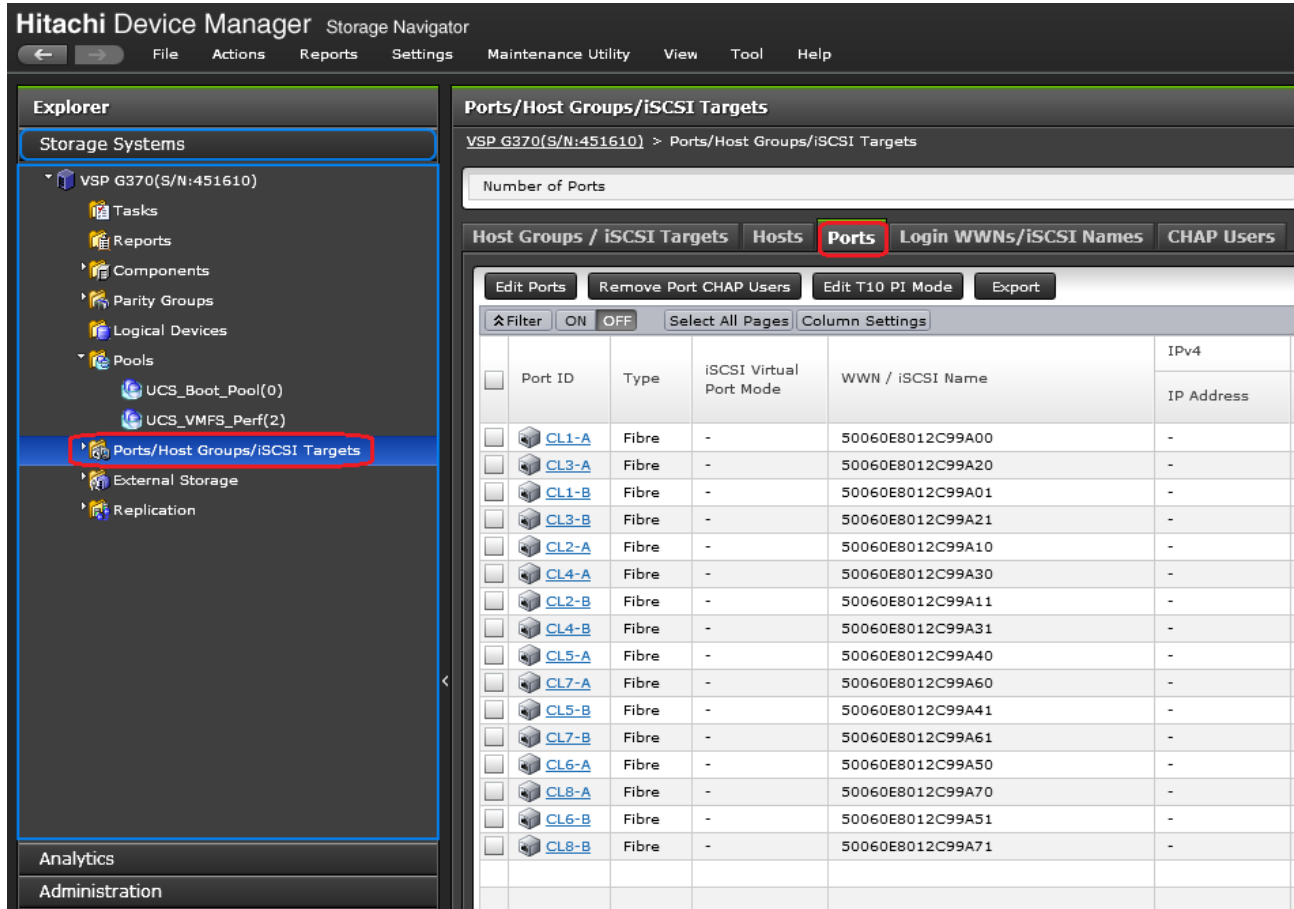 Hitachi Device Manager Storage Navigator
File Actions Reports Settings Maintenance Utility View Tool Help
Explorer
Storage Systems
VSP G370(S/N:451610)
Tasks
Reports
Components
Parity Groups
Logical Devices
Pools
UCS_Boot_Pool(0)
UCS_VMFS_Perf(2)
Ports/Host Groups/iSCSI Targets
External Storage
Replication
Analytics
Administration
Ports/Host Groups/iSCSI Targets
VSP G370(S/N:451610) > Ports/Host Groups/iSCSI Targets
Number of Ports
Host Groups / iSCSI Targets Hosts Ports Login WWNs/iSCSI Names CHAP Users
Edit Ports Remove Port CHAP Users Edit T10 PI Mode Export
Filter ON OFF Select All Pages Column Settings
Port ID Type iSCSI Virtual Port Mode WWN / iSCSI Name IPv4
IP Address
CL1-A Fibre - 50060E8012C99A00 -
CL3-A Fibre - 50060E8012C99A20 -
CL1-B Fibre - 50060E8012C99A01 -
CL3-B Fibre - 50060E8012C99A21 -
CL2-A Fibre - 50060E8012C99A10 -
CL4-A Fibre - 50060E8012C99A30 -
CL2-B Fibre - 50060E8012C99A11 -
CL4-B Fibre - 50060E8012C99A31 -
CL5-A Fibre - 50060E8012C99A40 -
CL7-A Fibre - 50060E8012C99A60 -
CL5-B Fibre - 50060E8012C99A41 -
CL7-B Fibre - 50060E8012C99A61 -
CL6-A Fibre - 50060E8012C99A50 -
CL8-A Fibre - 50060E8012C99A70 -
CL6-B Fibre - 50060E8012C99A51 -
CL8-B Fibre - 50060E8012C99A71 -